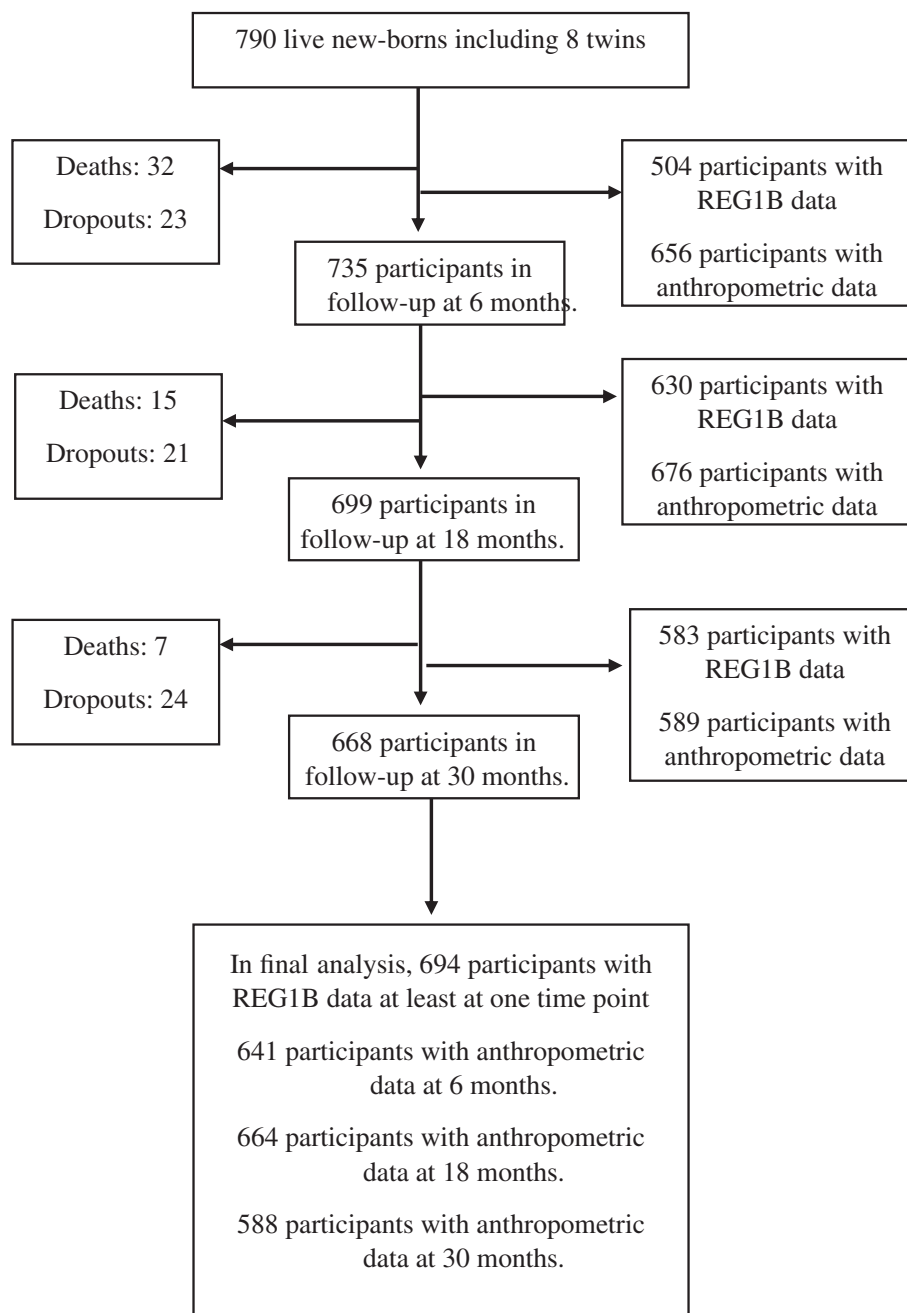 790 live new-borns including 8 twins
Deaths: 32
Dropouts: 23
504 participants with
REG1B data
656 participants with
anthropometric data
735 participants in
follow-up at 6 months.
Deaths: 15
Dropouts: 21
630 participants with
REG1B data
676 participants with
anthropometric data
699 participants in
follow-up at 18 months.
Deaths: 7
Dropouts: 24
583 participants with
REG1B data
589 participants with
anthropometric data
668 participants in
follow-up at 30 months.
In final analysis, 694 participants with
REG1B data at least at one time point
641 participants with anthropometric
data at 6 months.
664 participants with anthropometric
data at 18 months.
588 participants with anthropometric
data at 30 months.